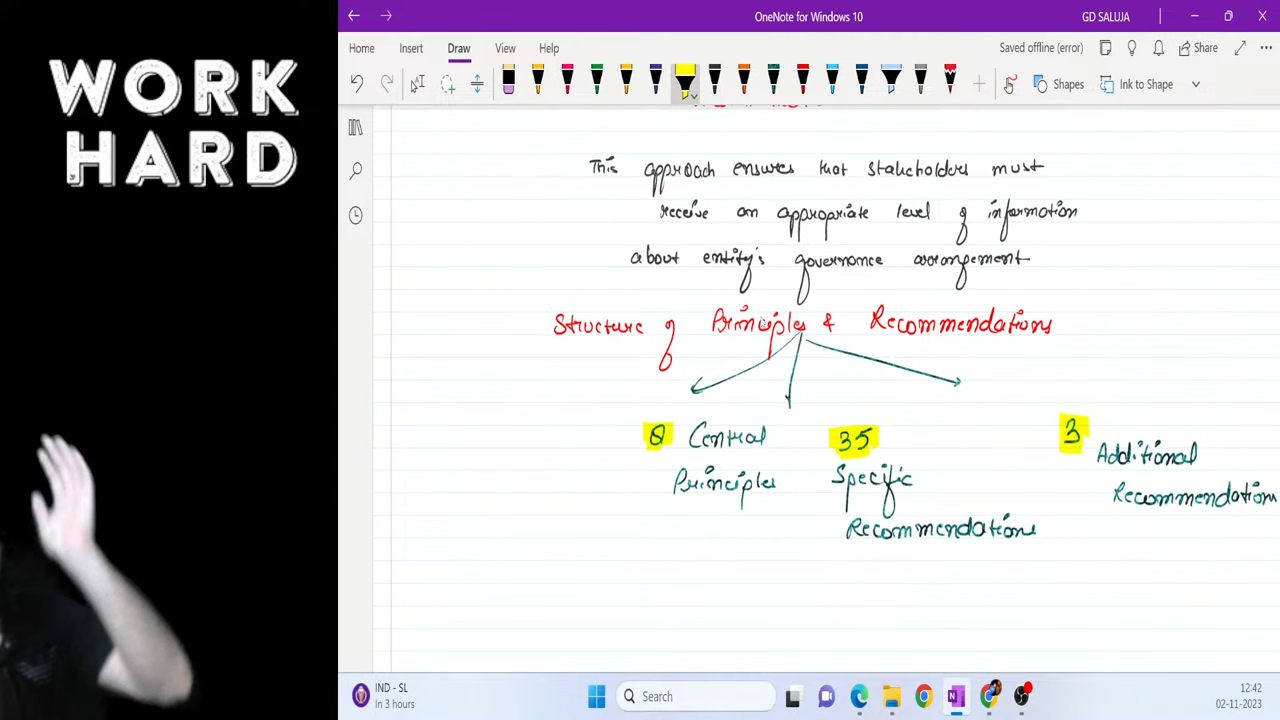 WORK
HARD
OneNote for Windows 10
GD SALUJA
Home Insert Draw View Help
Saved offline (error)
Share
Shapes
Ink to Shape
This approach ensures that stakeholders must
receive an appropriate level of information
about entity's governance arrangement
Structure of Principles & Recommendations
8 Central
Principles
35
Specific
Recommendations
3
Additional
Recommendation
IND - SL
in 3 hours
Search
12:42
02-11-2023